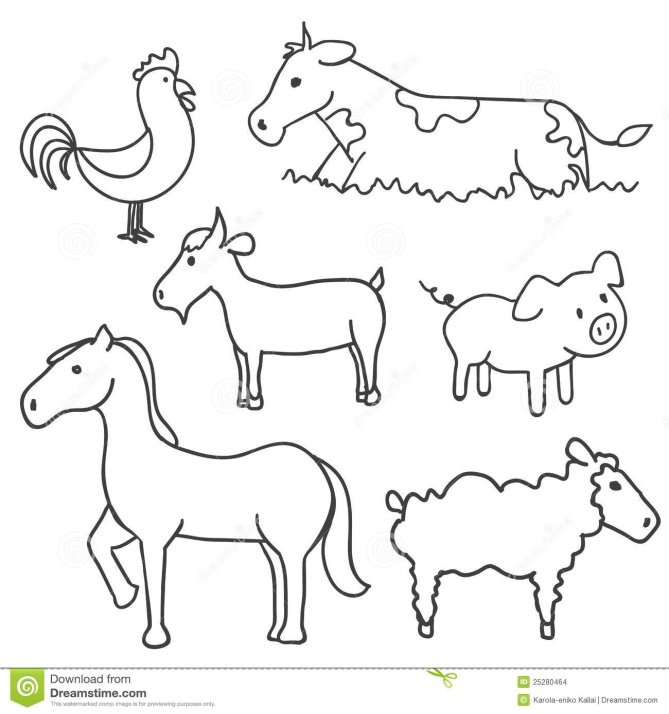 Download from
Dreamstime.com
This watermarked comp image is for previewing purposes only.
ID 25280464
© Karola-eniko Kallai | Dreamstime.com